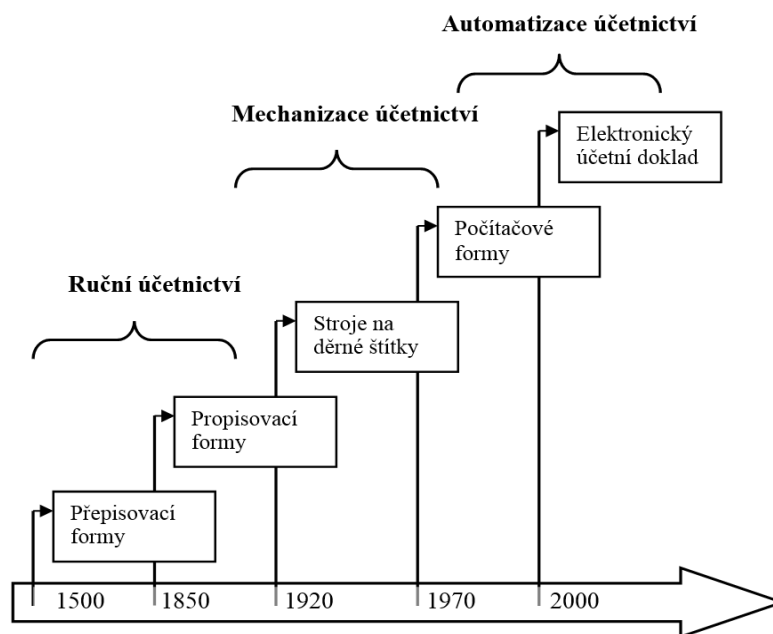 Automatizace účetnictví
Mechanizace účetnictví
Elektronický
účetní doklad
Počítačové
formy
Ruční účetnictví
Stroje na
děrné štítky
Propisovací
formy
Přepisovací
formy
1500 1850 1920 1970 2000